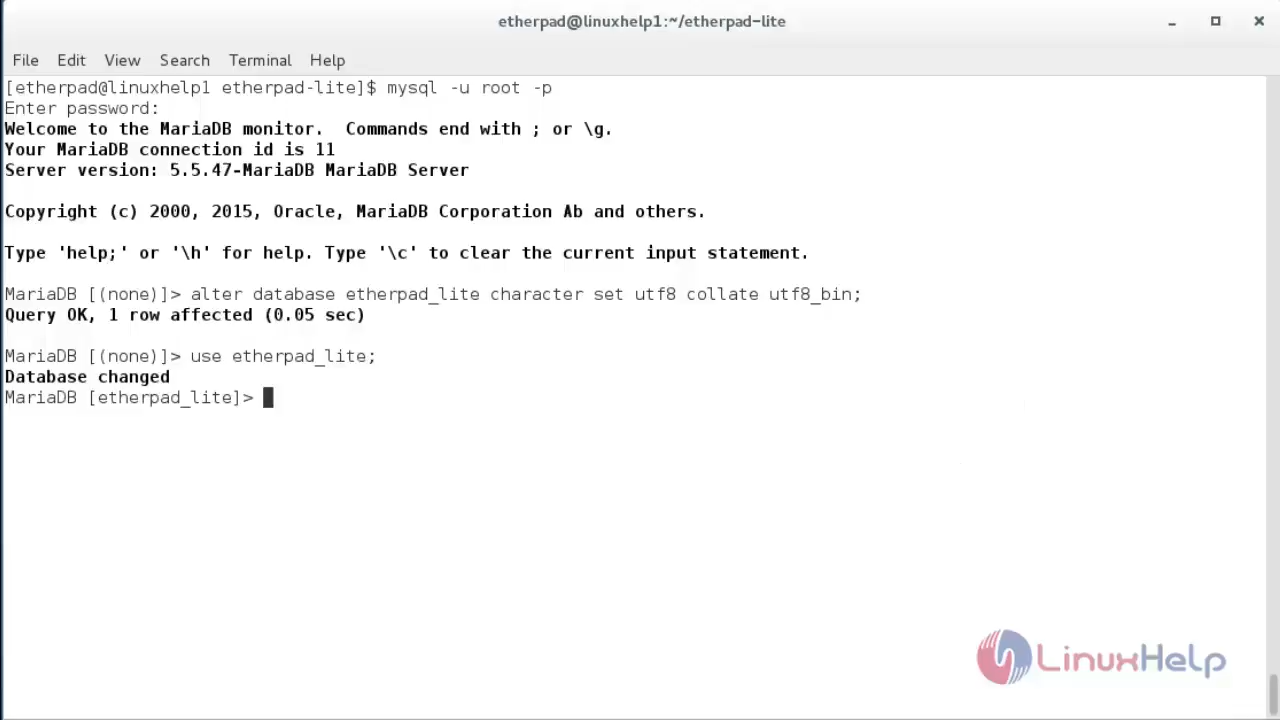 etherpad@linuxhelp1:~/etherpad-lite
File Edit View Search Terminal Help
[etherpad@linuxhelp1 etherpad-lite]$ mysql -u root -p
Enter password:
Welcome to the MariaDB monitor.  Commands end with ; or \g.
Your MariaDB connection id is 11
Server version: 5.5.47-MariaDB MariaDB Server
Copyright (c) 2000, 2015, Oracle, MariaDB Corporation Ab and others.
Type 'help;' or '\h' for help. Type '\c' to clear the current input statement.
MariaDB [(none)]> alter database etherpad_lite character set utf8 collate utf8_bin;
Query OK, 1 row affected (0.05 sec)
MariaDB [(none)]> use etherpad_lite;
Database changed
MariaDB [etherpad_lite]>
LinuxHelp